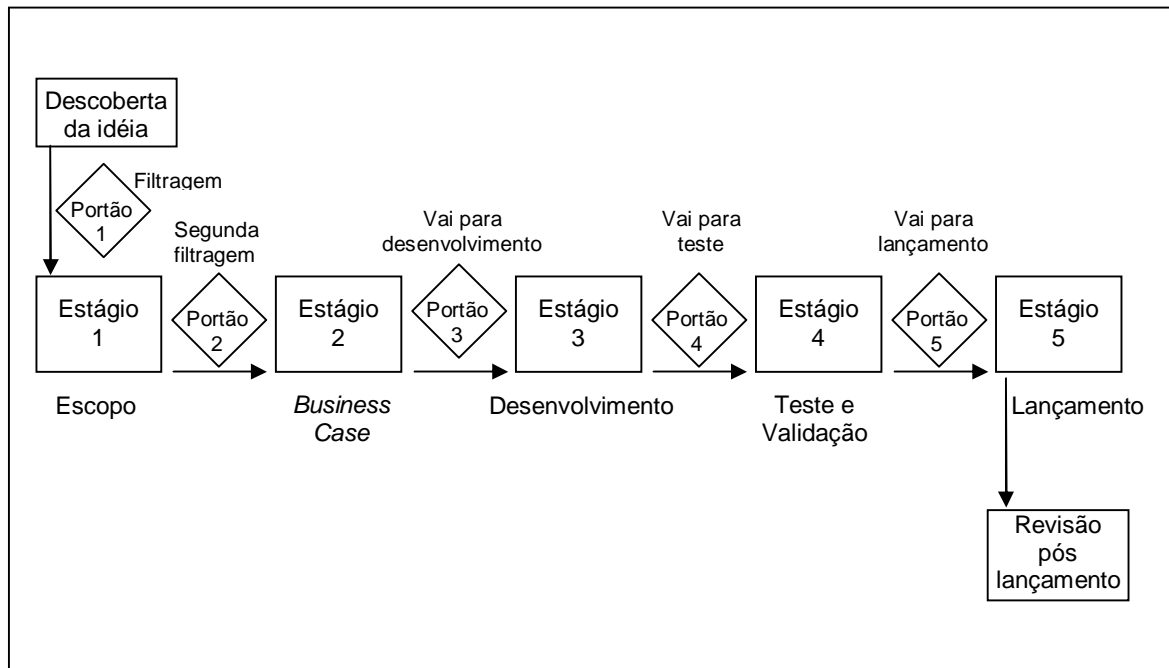 Descoberta
da idéia
Filtragem
Portão
1
Segunda
filtragem
Vai para
desenvolvimento
Vai para
teste
Vai para
lançamento
Estágio
1
Portão
2
Estágio
2
Portão
3
Estágio
3
Portão
4
Estágio
4
Portão
5
Estágio
5
Escopo
Business
Case
Desenvolvimento
Teste e
Validação
Lançamento
Revisão
pós
lançamento